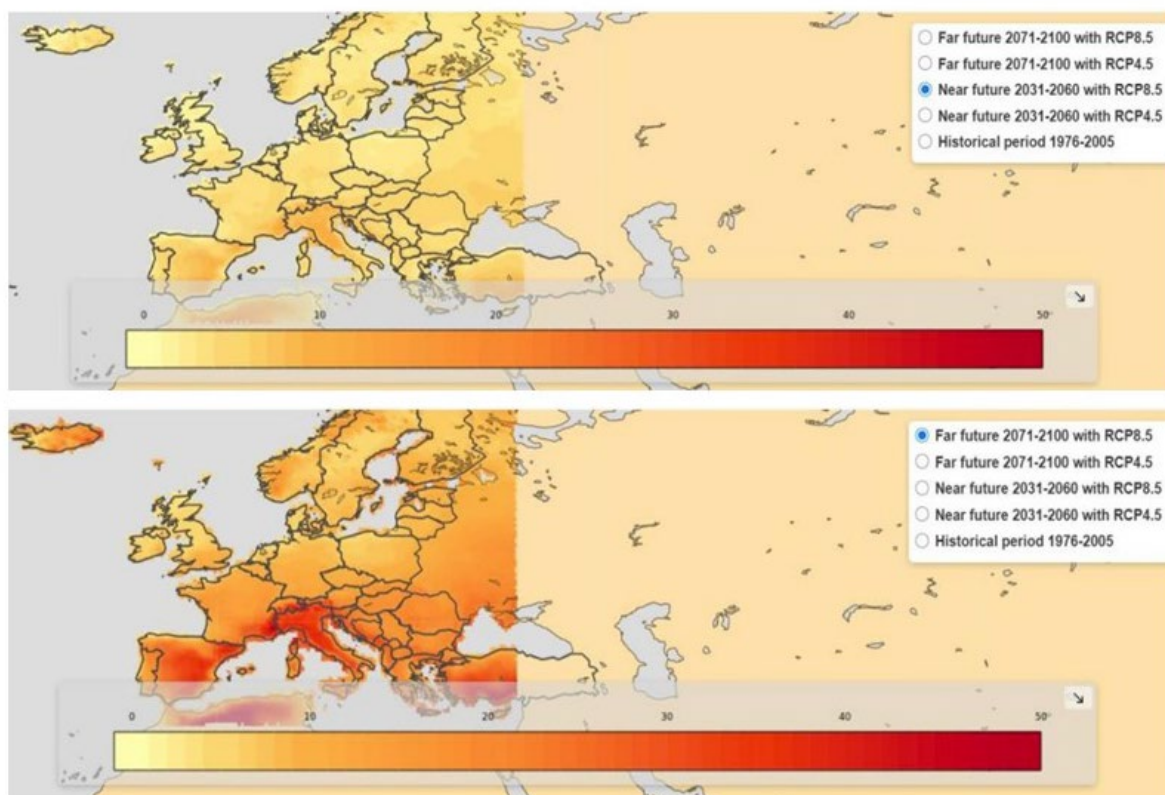 Far future 2071-2100 with RCP8.5
Far future 2071-2100 with RCP4.5
Near future 2031-2060 with RCP8.5
Near future 2031-2060 with RCP4.5
Historical period 1976-2005
0 10 20 30 40 50
Far future 2071-2100 with RCP8.5
Far future 2071-2100 with RCP4.5
Near future 2031-2060 with RCP8.5
Near future 2031-2060 with RCP4.5
Historical period 1976-2005
0 10 20 30 40 50